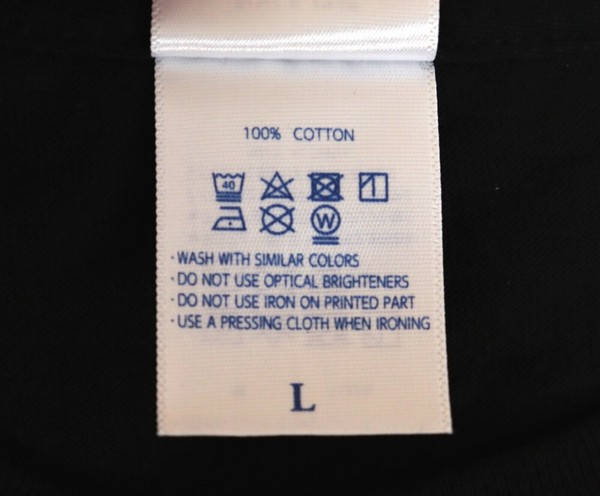 100% COTTON
40
W
· WASH WITH SIMILAR COLORS
· DO NOT USE OPTICAL BRIGHTENERS
· DO NOT USE IRON ON PRINTED PART
· USE A PRESSING CLOTH WHEN IRONING
L